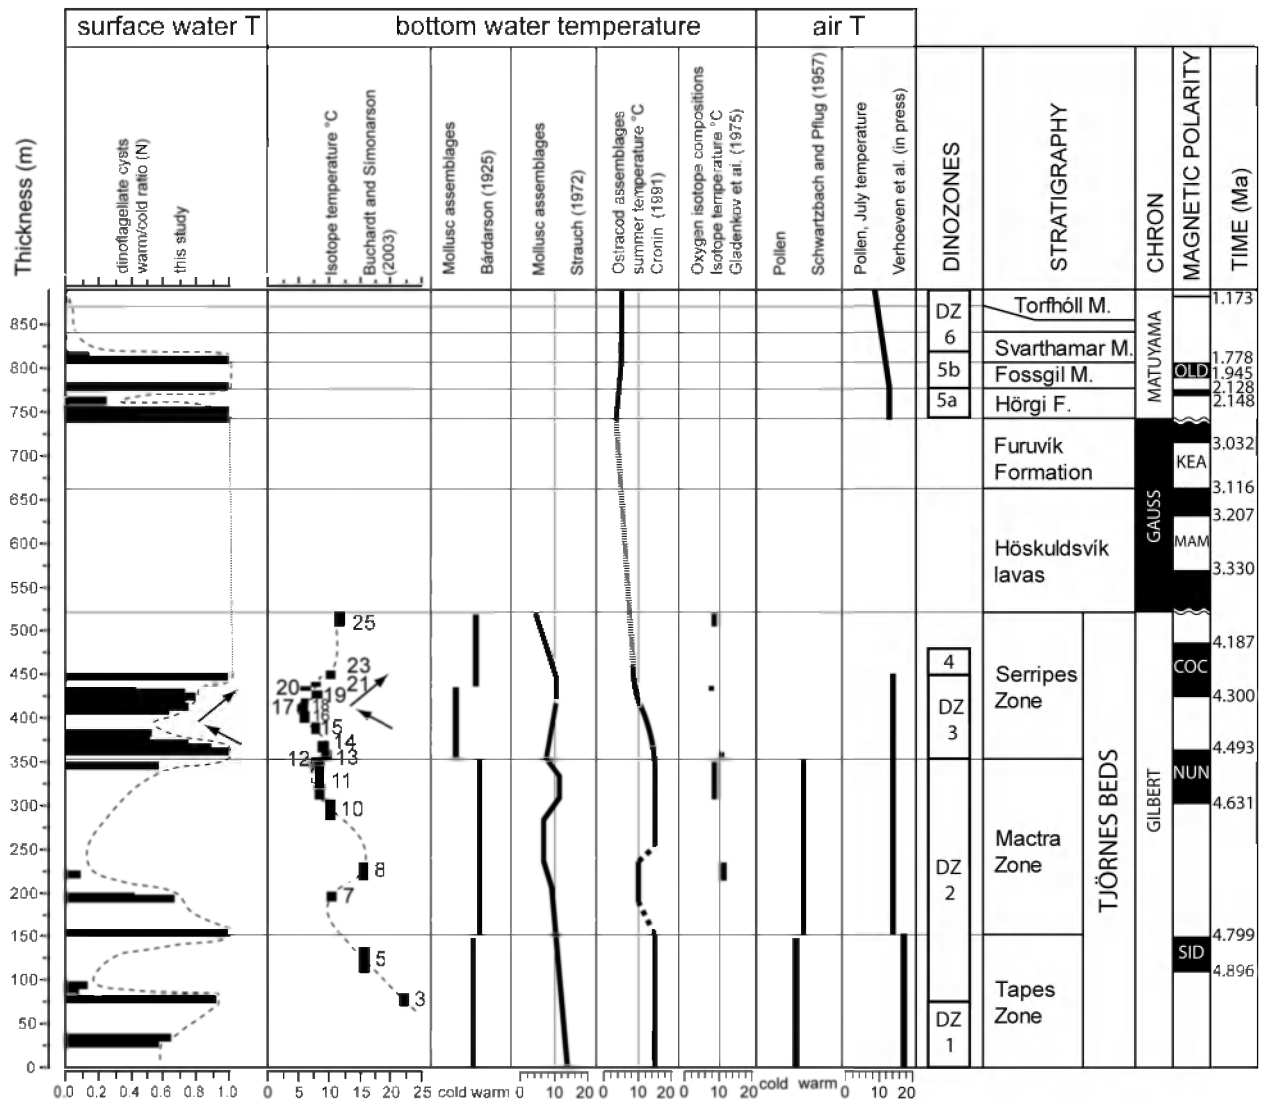 surface water T
bottom water temperature
air T
Thickness (m)
dinoflagellate cysts
warm/cold ratio (N)
this study
Isotope temperature °C
Buchardt and Simonarson
(2003)
Mollusc assemblages
Bárdarson (1925)
Mollusc assemblages
Strauch (1972)
Ostracod assemblages
summer temperature °C
Cronin (1991)
Oxygen isotope compositions
Isotope temperature °C
Gladenkov et al. (1975)
Pollen
Schwartzbach and Pflug (1957)
Pollen, July temperature
Verhoeven et al. (in press)
DINOZONES
STRATIGRAPHY
CHRON
MAGNETIC POLARITY
TIME (Ma)
850
800
750
700
650
600
550
500
450
400
350
300
250
200
150
100
50
0
25
23
21
20
19
18
17
16
15
14
13
12
11
10
8
7
5
3
DZ
6
5b
5a
4
DZ
3
DZ
2
DZ
1
Torfhóll M.
Svarthamar M.
Fossgil M.
Hörgi F.
Furuvík
Formation
Höskuldsvík
lavas
Serripes
Zone
Mactra
Zone
Tapes
Zone
TJÖRNES BEDS
MATUYAMA
GAUSS
GILBERT
OLD
KEA
MAM
COC
NUN
SID
1.173
1.778
1.945
2.128
2.148
3.032
3.116
3.207
3.330
4.187
4.300
4.493
4.631
4.799
4.896
0.0 0.2 0.4 0.6 0.8 1.0
0 5 10 15 20 25
cold warm
0 10 20
0 10 20
0 10 20
cold warm
10 20